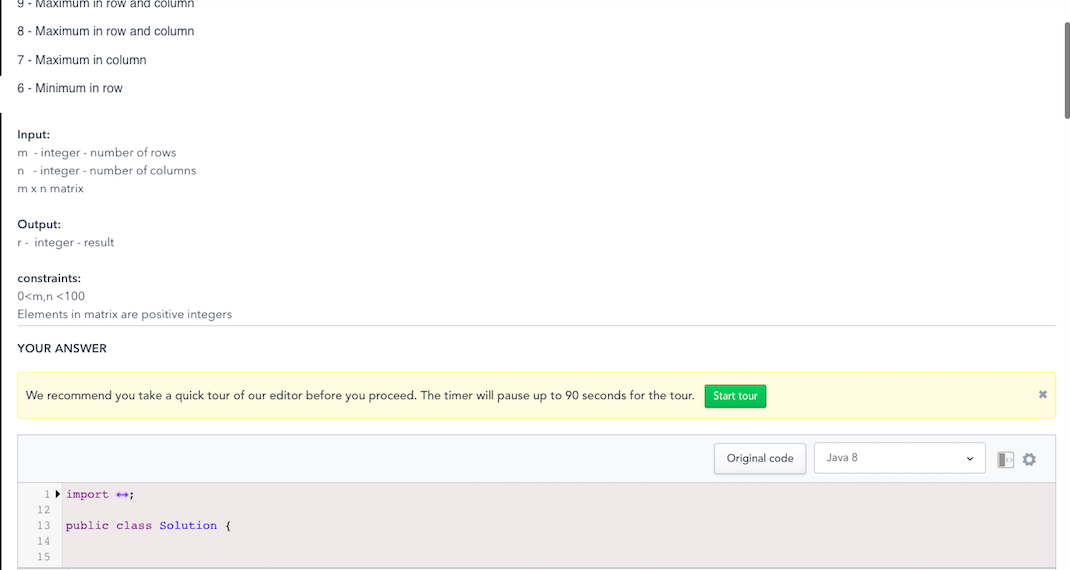 9 - Maximum in row and column
8 - Maximum in row and column
7 - Maximum in column
6 - Minimum in row
Input:
m - integer - number of rows
n - integer - number of columns
m x n matrix
Output:
r - integer - result
constraints:
0<m,n <100
Elements in matrix are positive integers
YOUR ANSWER
We recommend you take a quick tour of our editor before you proceed. The timer will pause up to 90 seconds for the tour. Start tour
Original code Java 8
1 import ↔;
12
13 public class Solution {
14
15